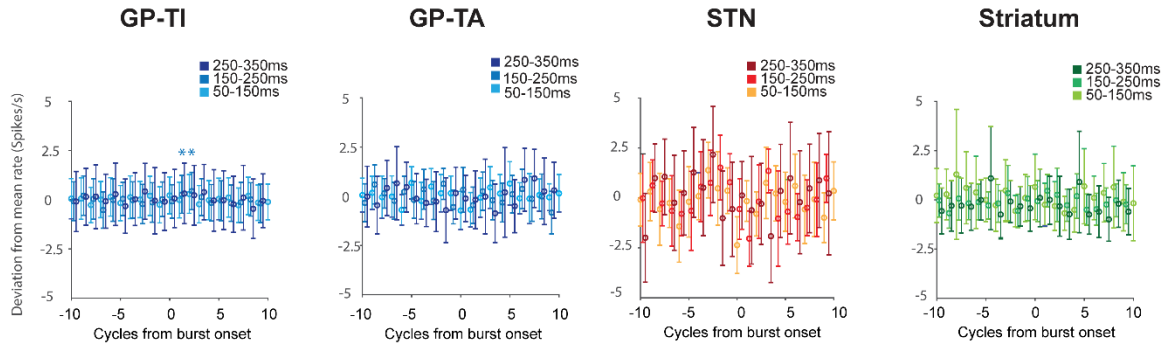 GP-TI
GP-TA
STN
Striatum
250-350ms
150-250ms
50-150ms
250-350ms
150-250ms
50-150ms
250-350ms
150-250ms
50-150ms
250-350ms
150-250ms
50-150ms
Deviation from mean rate (Spikes/s)
5
2.5
0
-2.5
-5
**
-10 -5 0 5 10
Cycles from burst onset
5
2.5
0
-2.5
-5
-10 -5 0 5 10
Cycles from burst onset
5
2.5
0
-2.5
-5
-10 -5 0 5 10
Cycles from burst onset
5
2.5
0
-2.5
-5
-10 -5 0 5 10
Cycles from burst onset